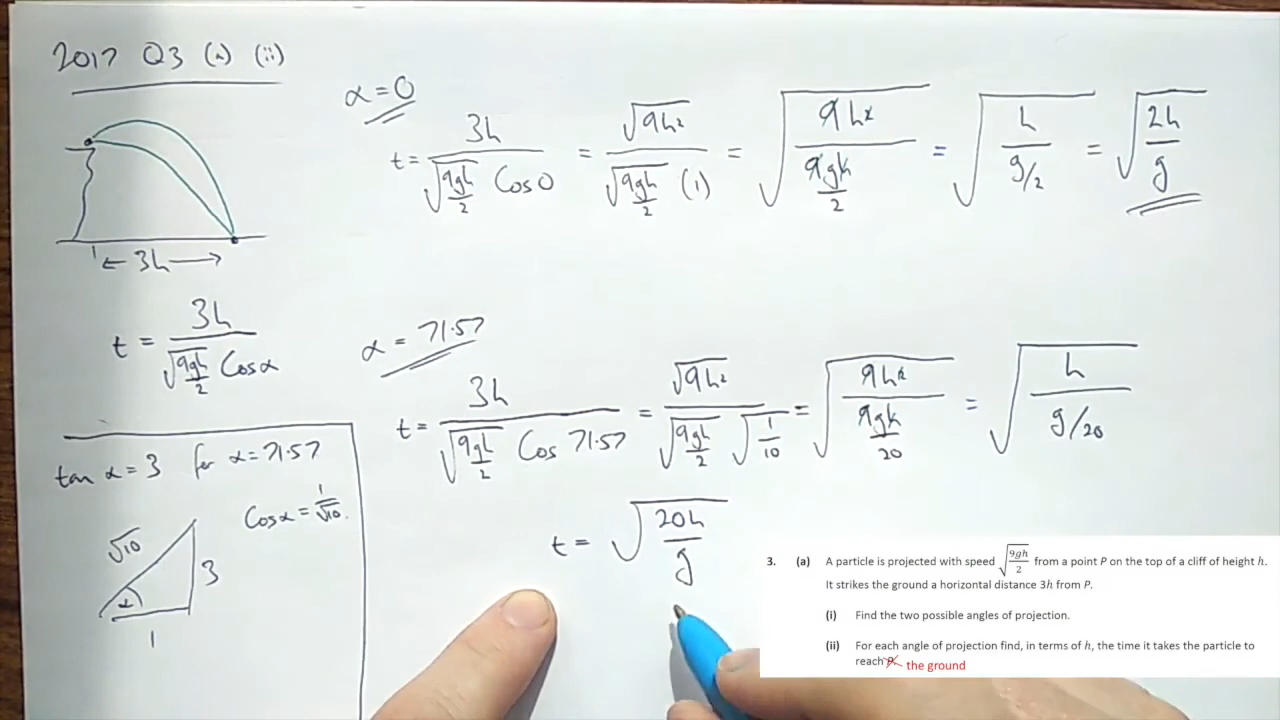 2017 Q3 (a) (ii)
α = 0
t = 3h / √(9gh/2) Cos0 = √9h² / √(9gh/2) (1) = √(9h² / (9gh/2)) = √(h / (g/2)) = √(2h/g)
← 3h →
t = 3h / √(9gh/2) Cosα
α = 71.57
t = 3h / √(9gh/2) Cos 71.57 = √9h² / √(9gh/2) √(1/10) = √(9h² / (9gh/20)) = √(h / (g/20))
t = √(20h/g)
tan α = 3 for α = 71.57
Cosα = 1/√10.
√10
3
α
1
3. (a) A particle is projected with speed √(9gh/2) from a point P on the top of a cliff of height h.
It strikes the ground a horizontal distance 3h from P.
(i) Find the two possible angles of projection.
(ii) For each angle of projection find, in terms of h, the time it takes the particle to
reach P. the ground